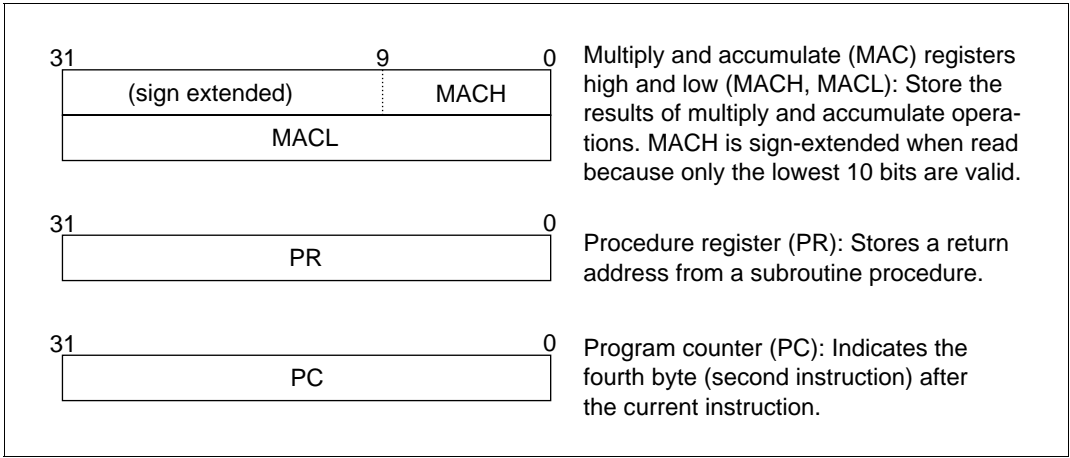 31 9 0
(sign extended) MACH
MACL
Multiply and accumulate (MAC) registers
high and low (MACH, MACL): Store the
results of multiply and accumulate opera-
tions. MACH is sign-extended when read
because only the lowest 10 bits are valid.
31 0
PR
Procedure register (PR): Stores a return
address from a subroutine procedure.
31 0
PC
Program counter (PC): Indicates the
fourth byte (second instruction) after
the current instruction.